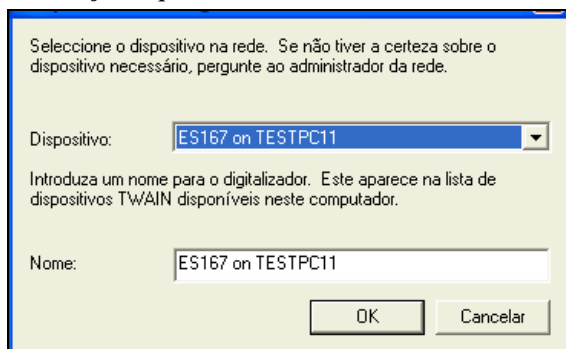 Seleccione o dispositivo na rede. Se não tiver a certeza sobre o
dispositivo necessário, pergunte ao administrador da rede.
Dispositivo: ES167 on TESTPC11
Introduza um nome para o digitalizador. Este aparece na lista de
dispositivos TWAIN disponíveis neste computador.
Nome: ES167 on TESTPC11
OK Cancelar